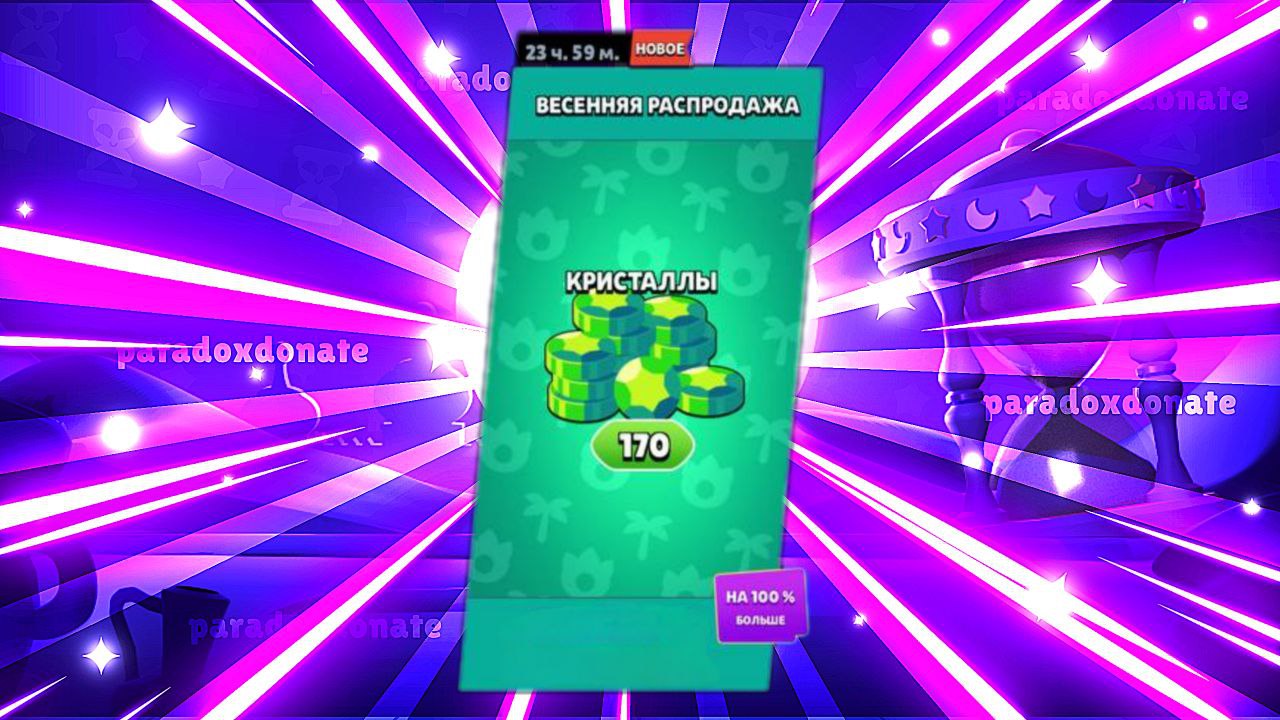 23 ч. 59 м.
НОВОЕ
ВЕСЕННЯЯ РАСПРОДАЖА
КРИСТАЛЛЫ
170
НА 100 %
БОЛЬШЕ
paradoxdonate
paradoxdonate
paradoxdonate
paradoxdonate